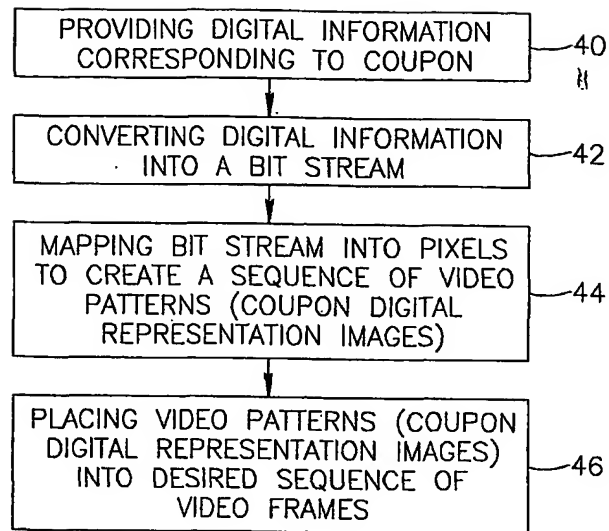 PROVIDING DIGITAL INFORMATION
CORRESPONDING TO COUPON
40
CONVERTING DIGITAL INFORMATION
INTO A BIT STREAM
42
MAPPING BIT STREAM INTO PIXELS
TO CREATE A SEQUENCE OF VIDEO
PATTERNS (COUPON DIGITAL
REPRESENTATION IMAGES)
44
PLACING VIDEO PATTERNS (COUPON
DIGITAL REPRESENTATION IMAGES)
INTO DESIRED SEQUENCE OF
VIDEO FRAMES
46